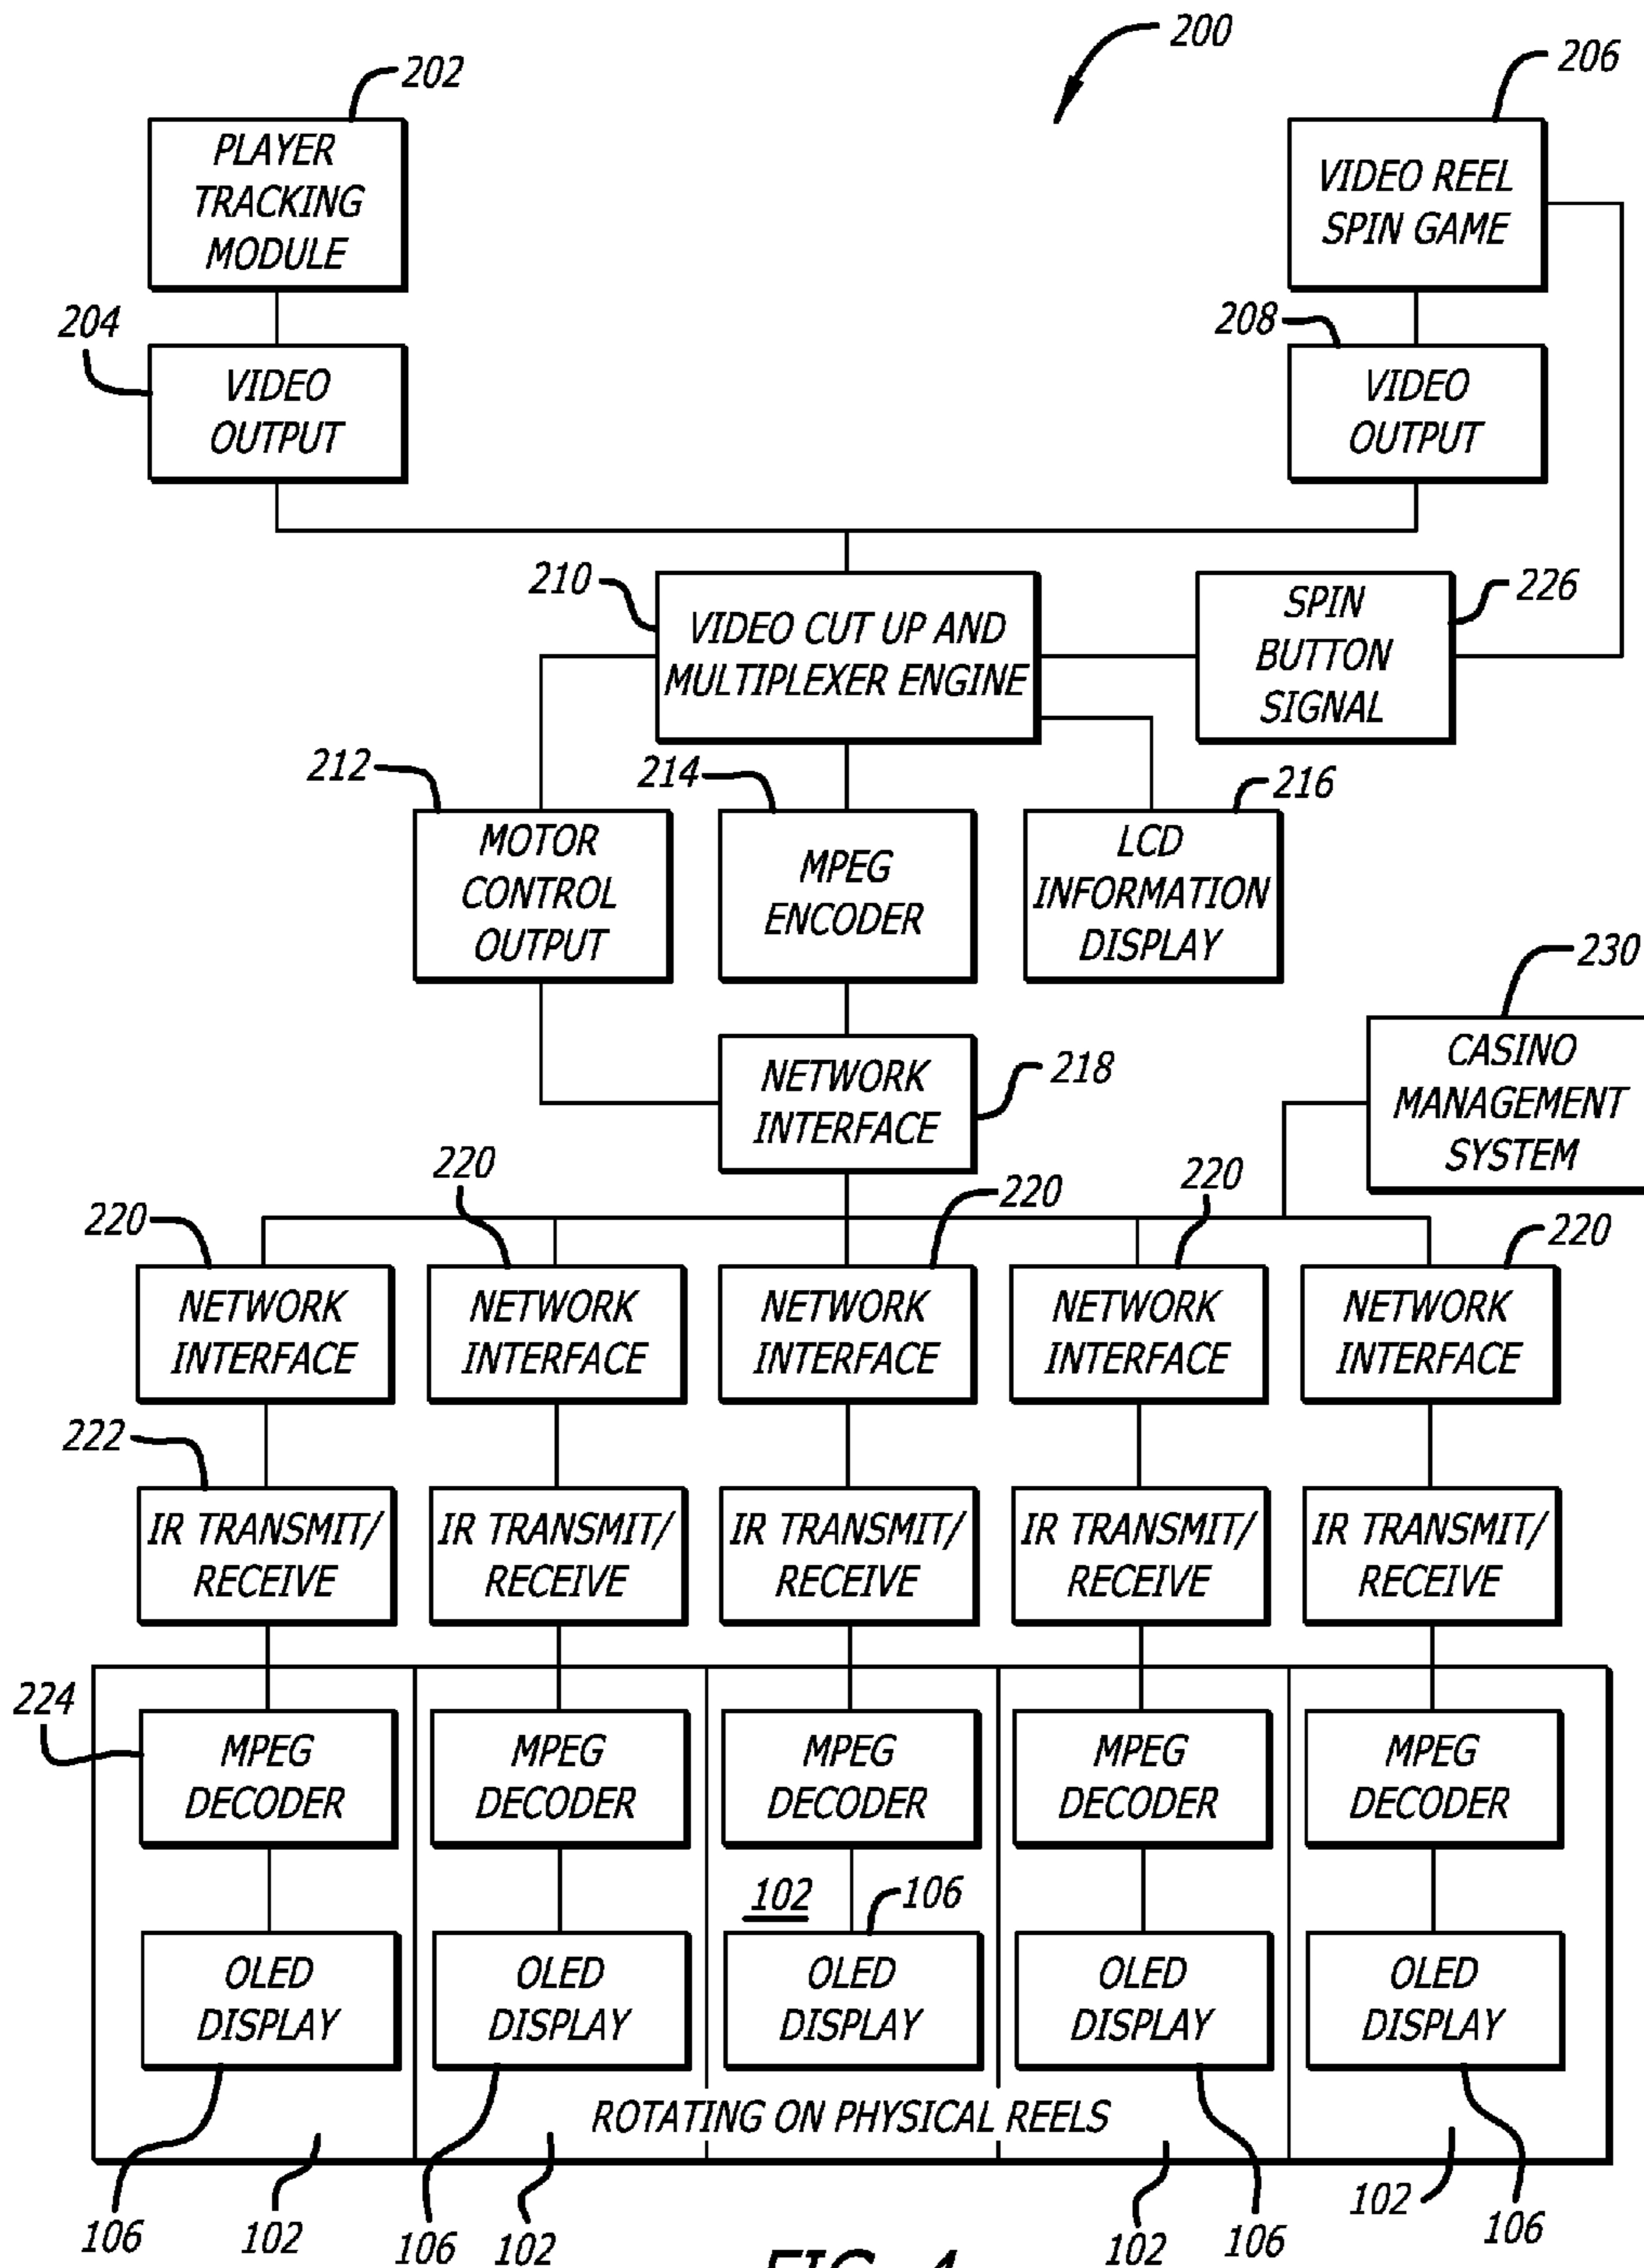 200
202
206
PLAYER
TRACKING
MODULE
VIDEO REEL
SPIN GAME
204
208
VIDEO
OUTPUT
VIDEO
OUTPUT
210
VIDEO CUT UP AND
MULTIPLEXER ENGINE
SPIN
BUTTON
SIGNAL
226
212
214
216
MOTOR
CONTROL
OUTPUT
MPEG
ENCODER
LCD
INFORMATION
DISPLAY
230
CASINO
MANAGEMENT
SYSTEM
NETWORK
INTERFACE
218
220
220
220
220
220
NETWORK
INTERFACE
NETWORK
INTERFACE
NETWORK
INTERFACE
NETWORK
INTERFACE
NETWORK
INTERFACE
222
IR TRANSMIT/
RECEIVE
IR TRANSMIT/
RECEIVE
IR TRANSMIT/
RECEIVE
IR TRANSMIT/
RECEIVE
IR TRANSMIT/
RECEIVE
224
MPEG
DECODER
MPEG
DECODER
MPEG
DECODER
MPEG
DECODER
MPEG
DECODER
102
106
OLED
DISPLAY
OLED
DISPLAY
OLED
DISPLAY
OLED
DISPLAY
OLED
DISPLAY
ROTATING ON PHYSICAL REELS
106
102
106
102
102
106
102
106
FIG. 4